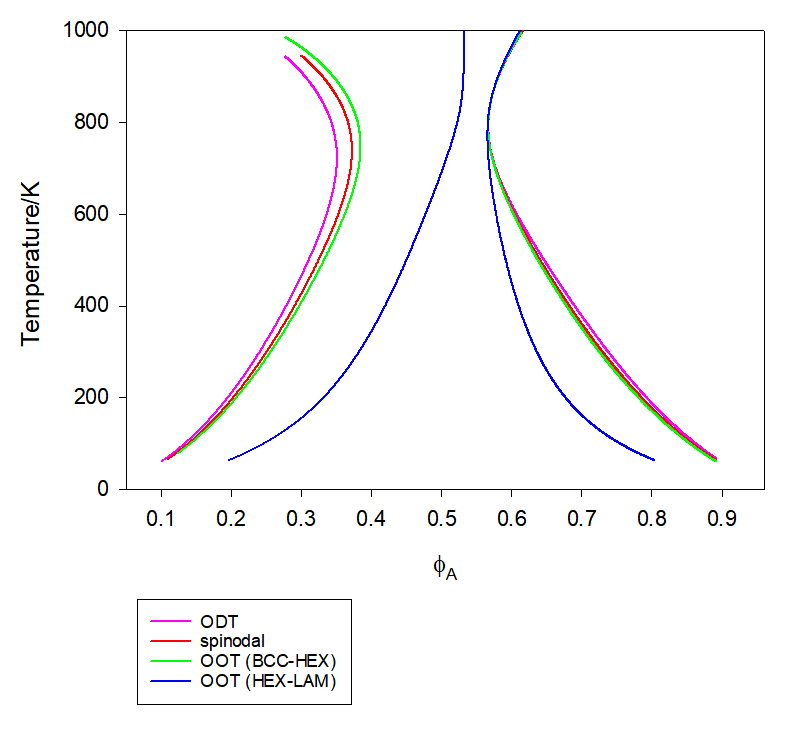 1000
800
600
400
200
0
Temperature/K
0.1 0.2 0.3 0.4 0.5 0.6 0.7 0.8 0.9
ϕA
ODT
spinodal
OOT (BCC-HEX)
OOT (HEX-LAM)